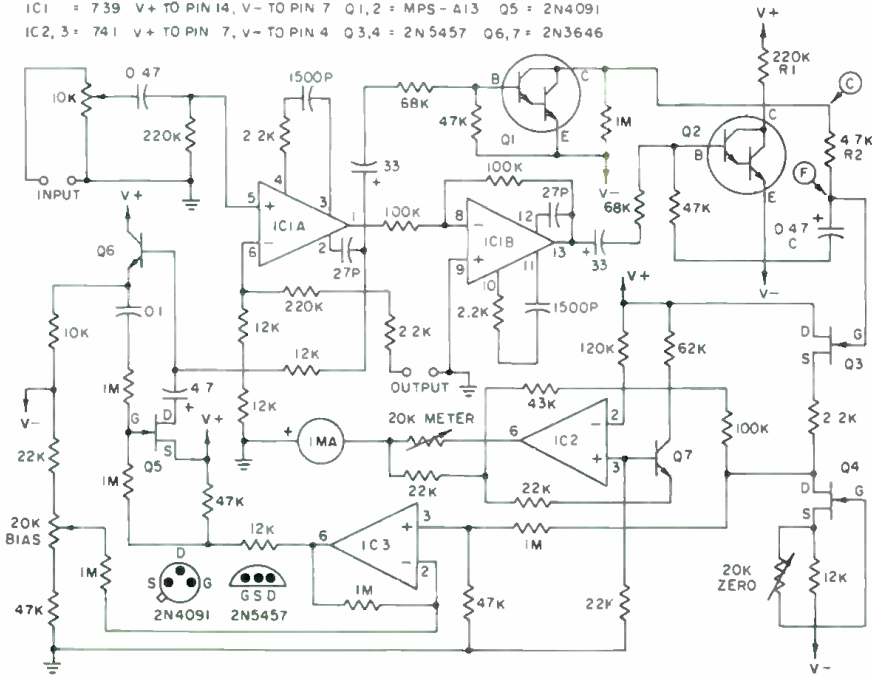 IC1 = 739 V+ TO PIN 14, V- TO PIN 7 Q1,2 = MPS-A13 Q5 = 2N4091
IC2, 3 = 741 V+ TO PIN 7, V- TO PIN 4 Q3,4 = 2N5457 Q6,7 = 2N3646
V+
10K
0 47
220K
INPUT
1500P
2 2K
4
5
+
-
6
IC1A
3
1
2
27P
33
+
68K
47K
B
C
E
Q1
1M
V-
100K
100K
8
-
+
9
IC1B
12
27P
13
11
10
2.2K
1500P
+
33
68K
47K
Q2
B
C
E
V-
220K
R1
C
4.7K
R2
F
0.47
C
+
V+
Q6
0 1
10K
V-
1M
4 7
+
G
D
S
Q5
V+
22K
1M
47K
20K
BIAS
47K
1M
220K
12K
12K
12K
2 2K
OUTPUT
+
1MA
20K METER
22K
43K
6
IC2
2
-
+
3
22K
V+
120K
62K
Q7
100K
D
G
S
Q3
2 2K
Q4
D
G
S
20K
ZERO
12K
V-
12K
6
IC3
3
+
-
2
1M
1M
47K
22K
D
S
G
2N4091
G S D
2N5457